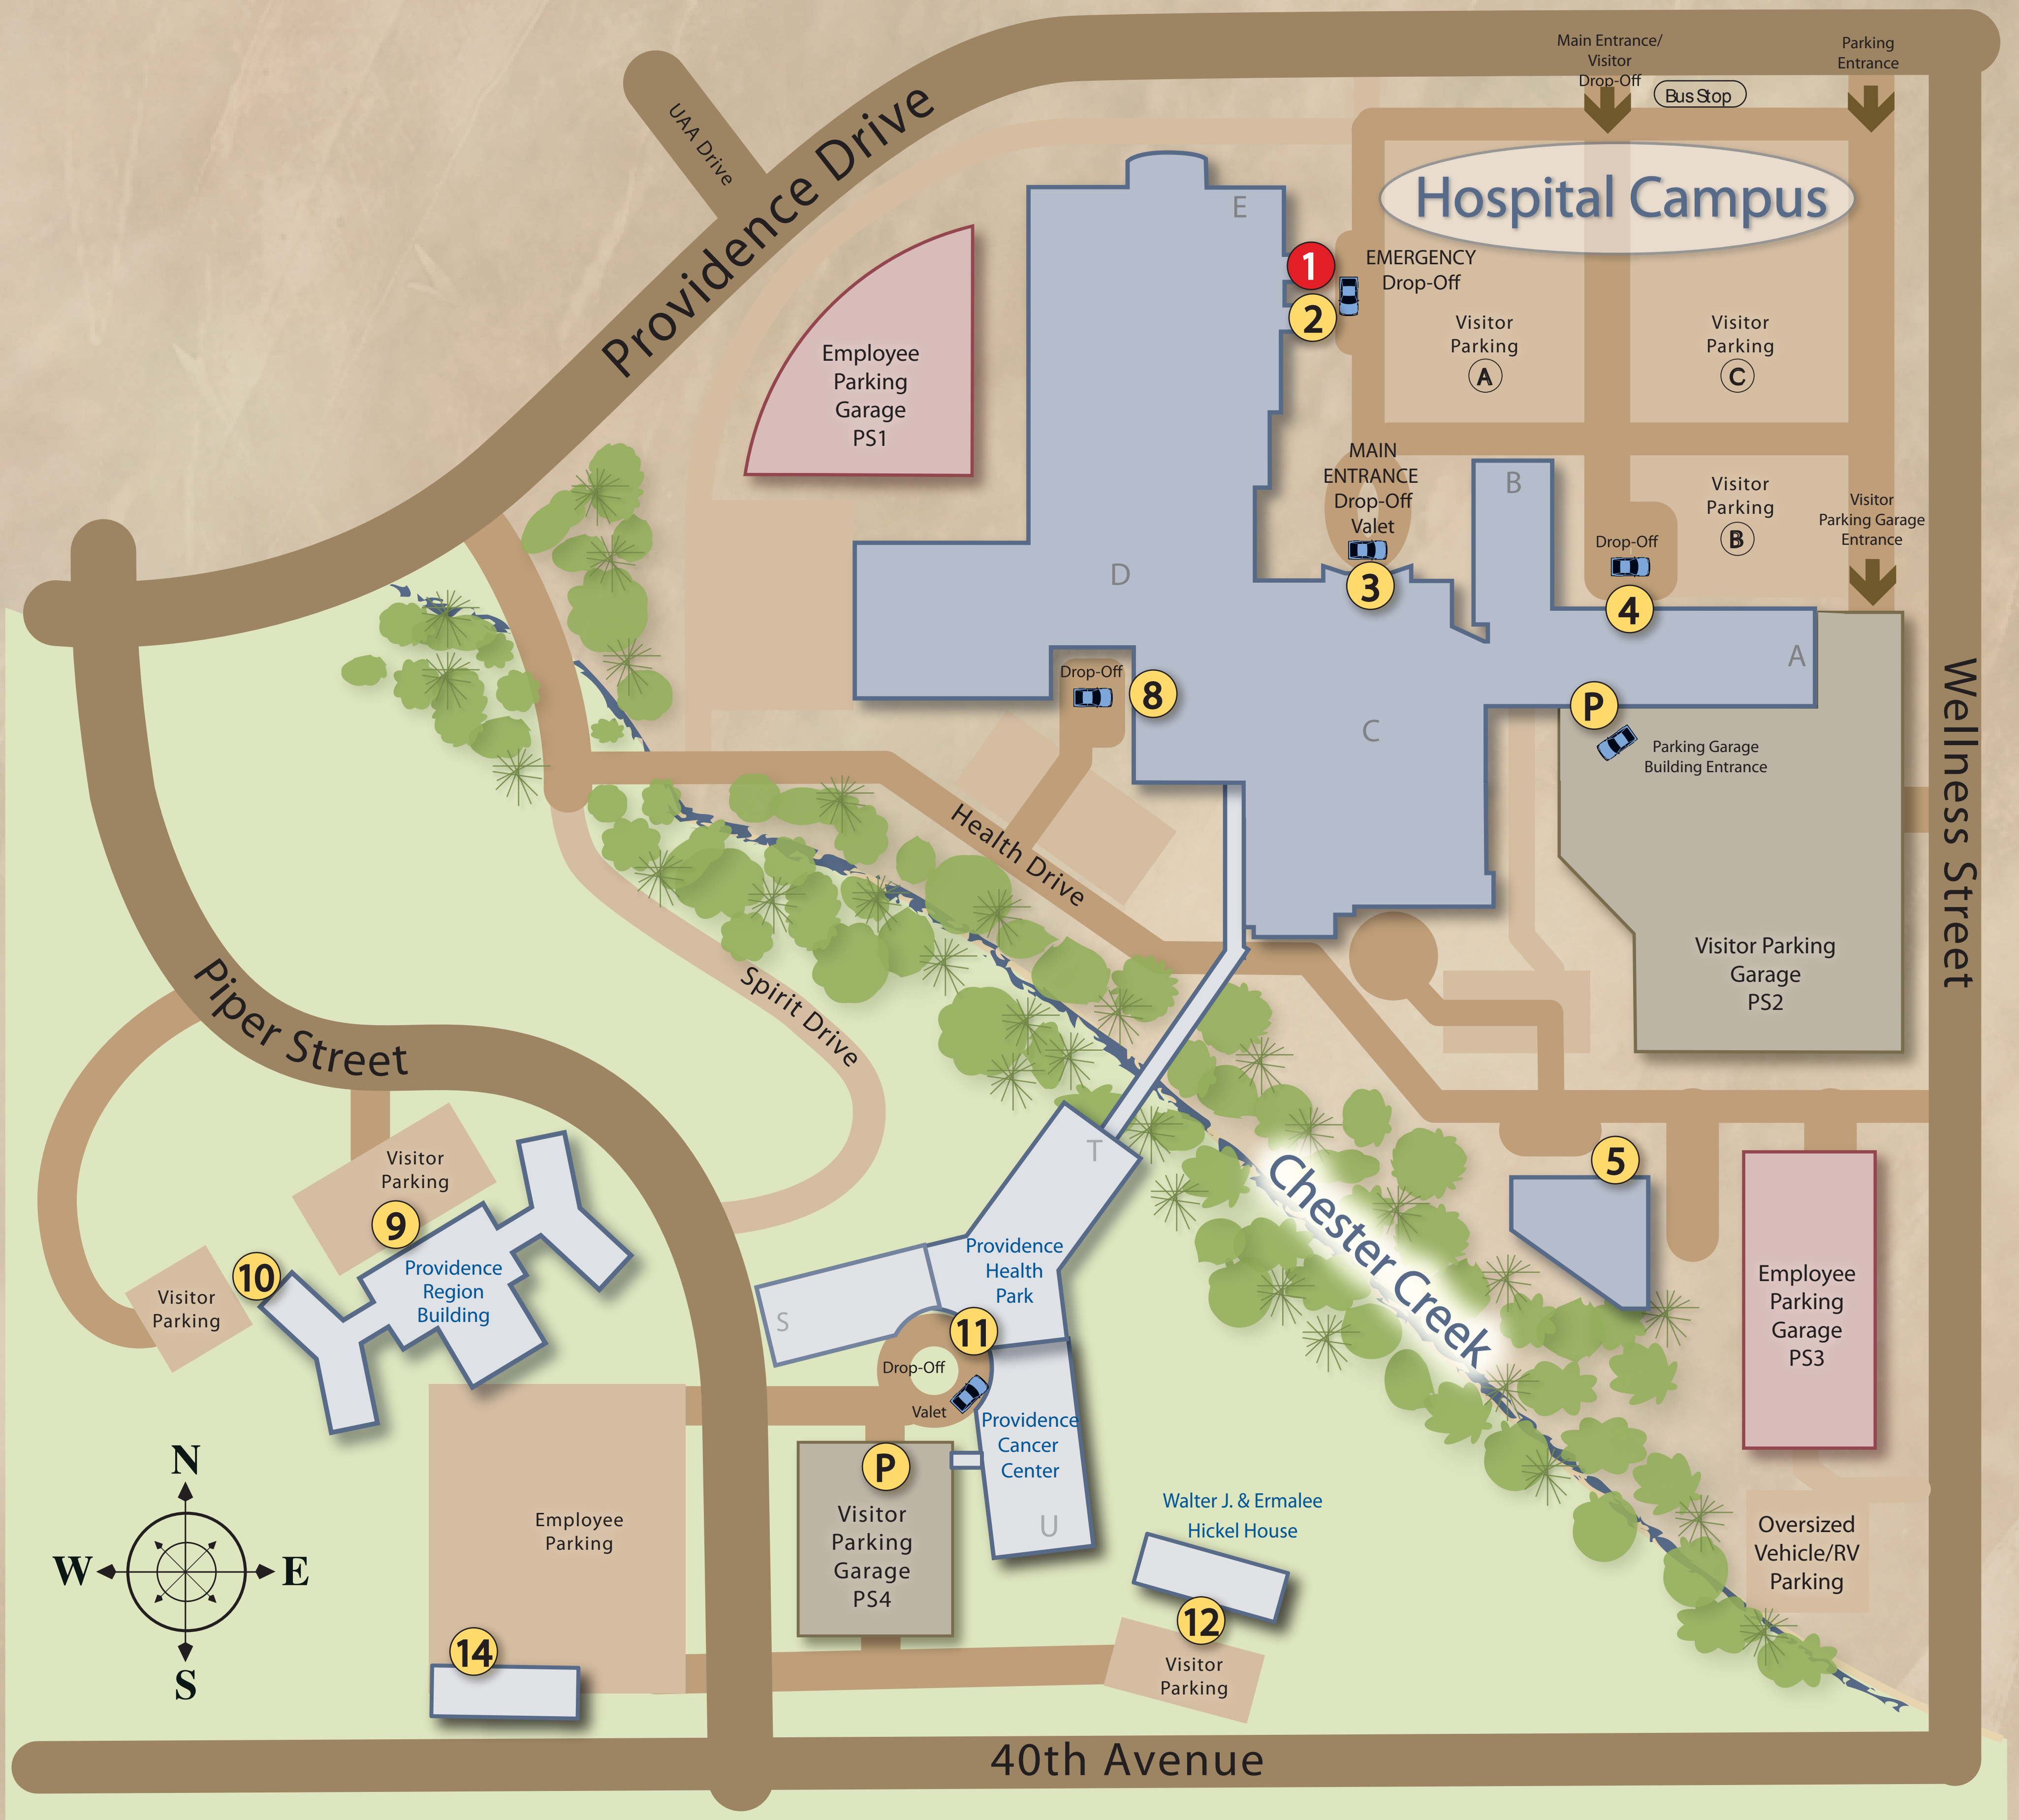 Main Entrance/
Visitor
Drop-Off
Bus Stop
Parking
Entrance
UAA Drive
Providence Drive
Hospital Campus
E
1
2
EMERGENCY
Drop-Off
Visitor
Parking
A
Visitor
Parking
C
Employee
Parking
Garage
PS1
MAIN
ENTRANCE
Drop-Off
Valet
3
B
Visitor
Parking
B
Visitor
Parking Garage
Entrance
Drop-Off
4
D
A
Drop-Off
8
C
P
Parking Garage
Building Entrance
Wellness Street
Health Drive
Visitor Parking
Garage
PS2
Spirit Drive
Piper Street
T
Chester Creek
5
Visitor
Parking
9
10
Visitor
Parking
Providence
Region
Building
Providence
Health
Park
S
11
Drop-Off
Valet
Providence
Cancer
Center
U
Employee
Parking
Garage
PS3
P
Visitor
Parking
Garage
PS4
Employee
Parking
Walter J. & Ermalee
Hickel House
12
Visitor
Parking
Oversized
Vehicle/RV
Parking
N
W
E
S
14
40th Avenue